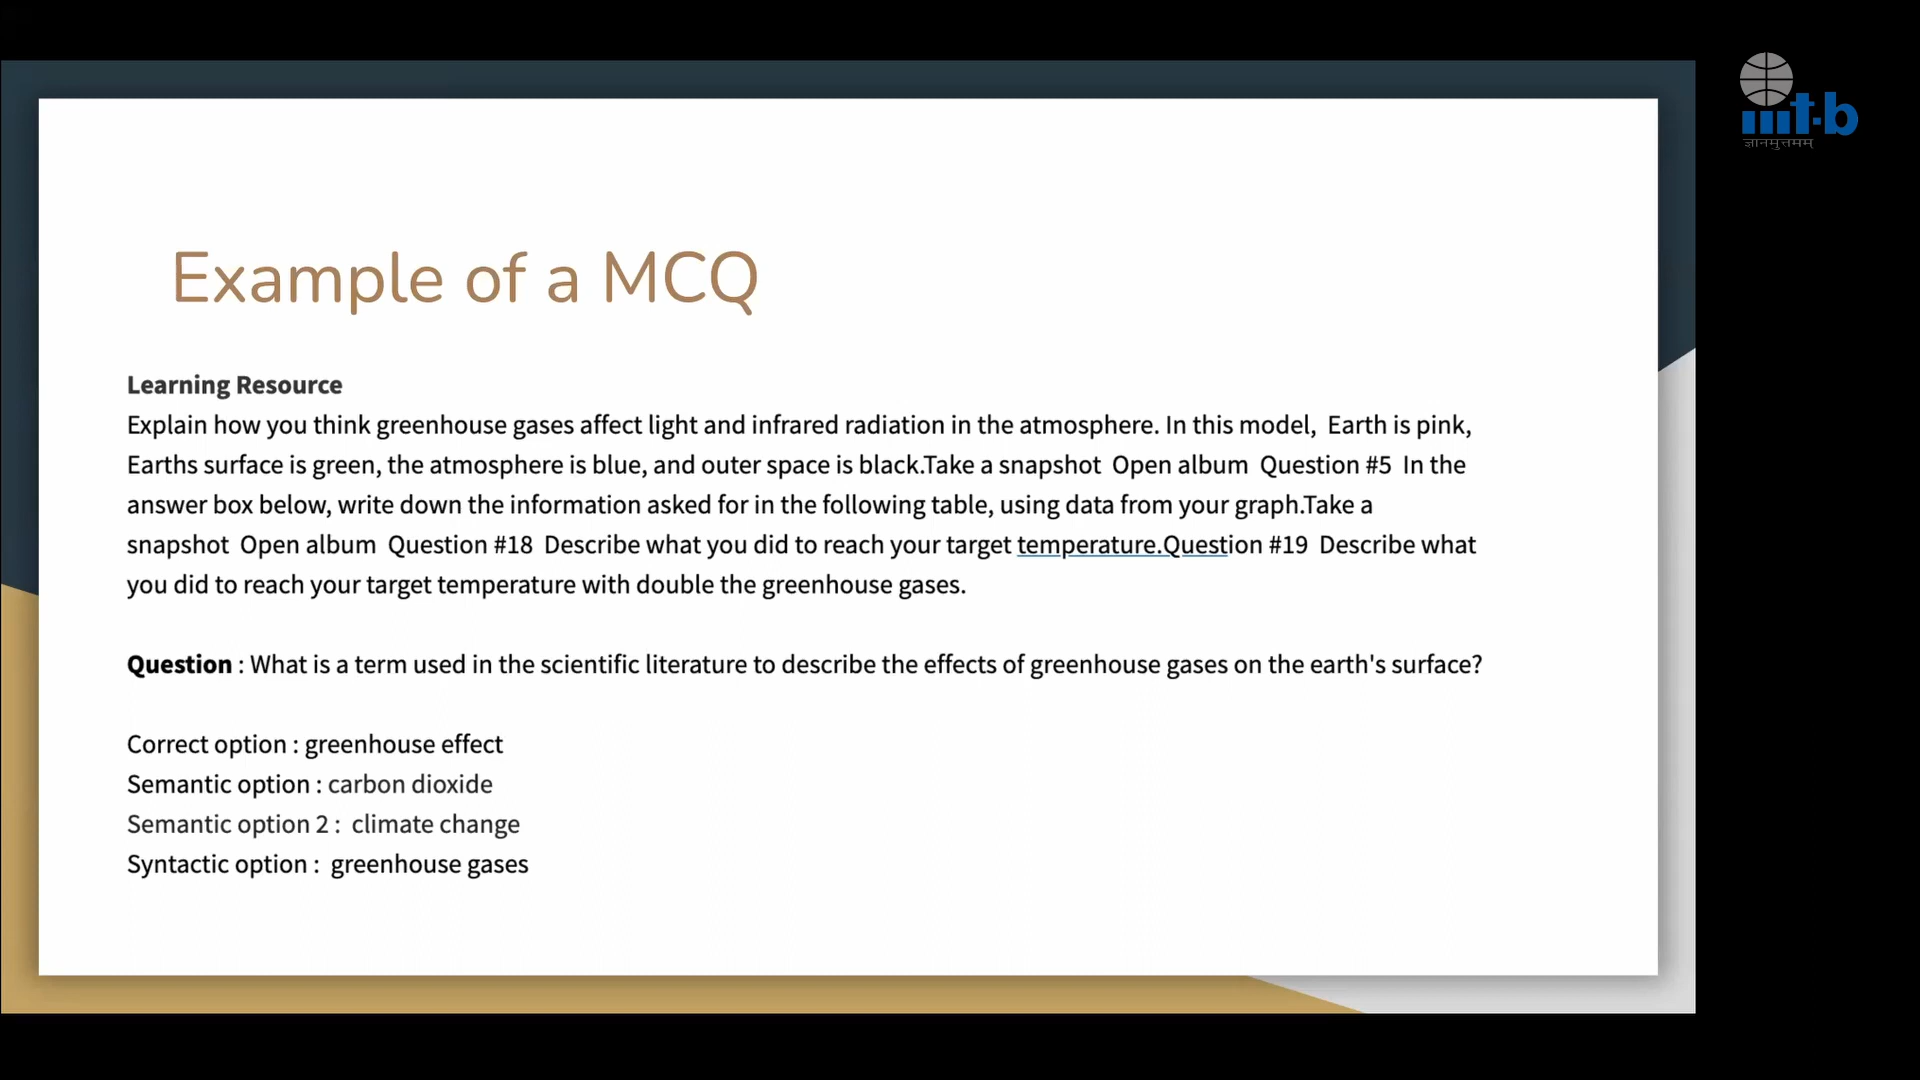 iiit-b
ज्ञानमुत्तमम्
Example of a MCQ
Learning Resource
Explain how you think greenhouse gases affect light and infrared radiation in the atmosphere. In this model,  Earth is pink,
Earths surface is green, the atmosphere is blue, and outer space is black.Take a snapshot  Open album  Question #5  In the
answer box below, write down the information asked for in the following table, using data from your graph.Take a
snapshot  Open album  Question #18  Describe what you did to reach your target temperature.Question #19  Describe what
you did to reach your target temperature with double the greenhouse gases.
Question : What is a term used in the scientific literature to describe the effects of greenhouse gases on the earth's surface?
Correct option : greenhouse effect
Semantic option : carbon dioxide
Semantic option 2 :  climate change
Syntactic option :  greenhouse gases